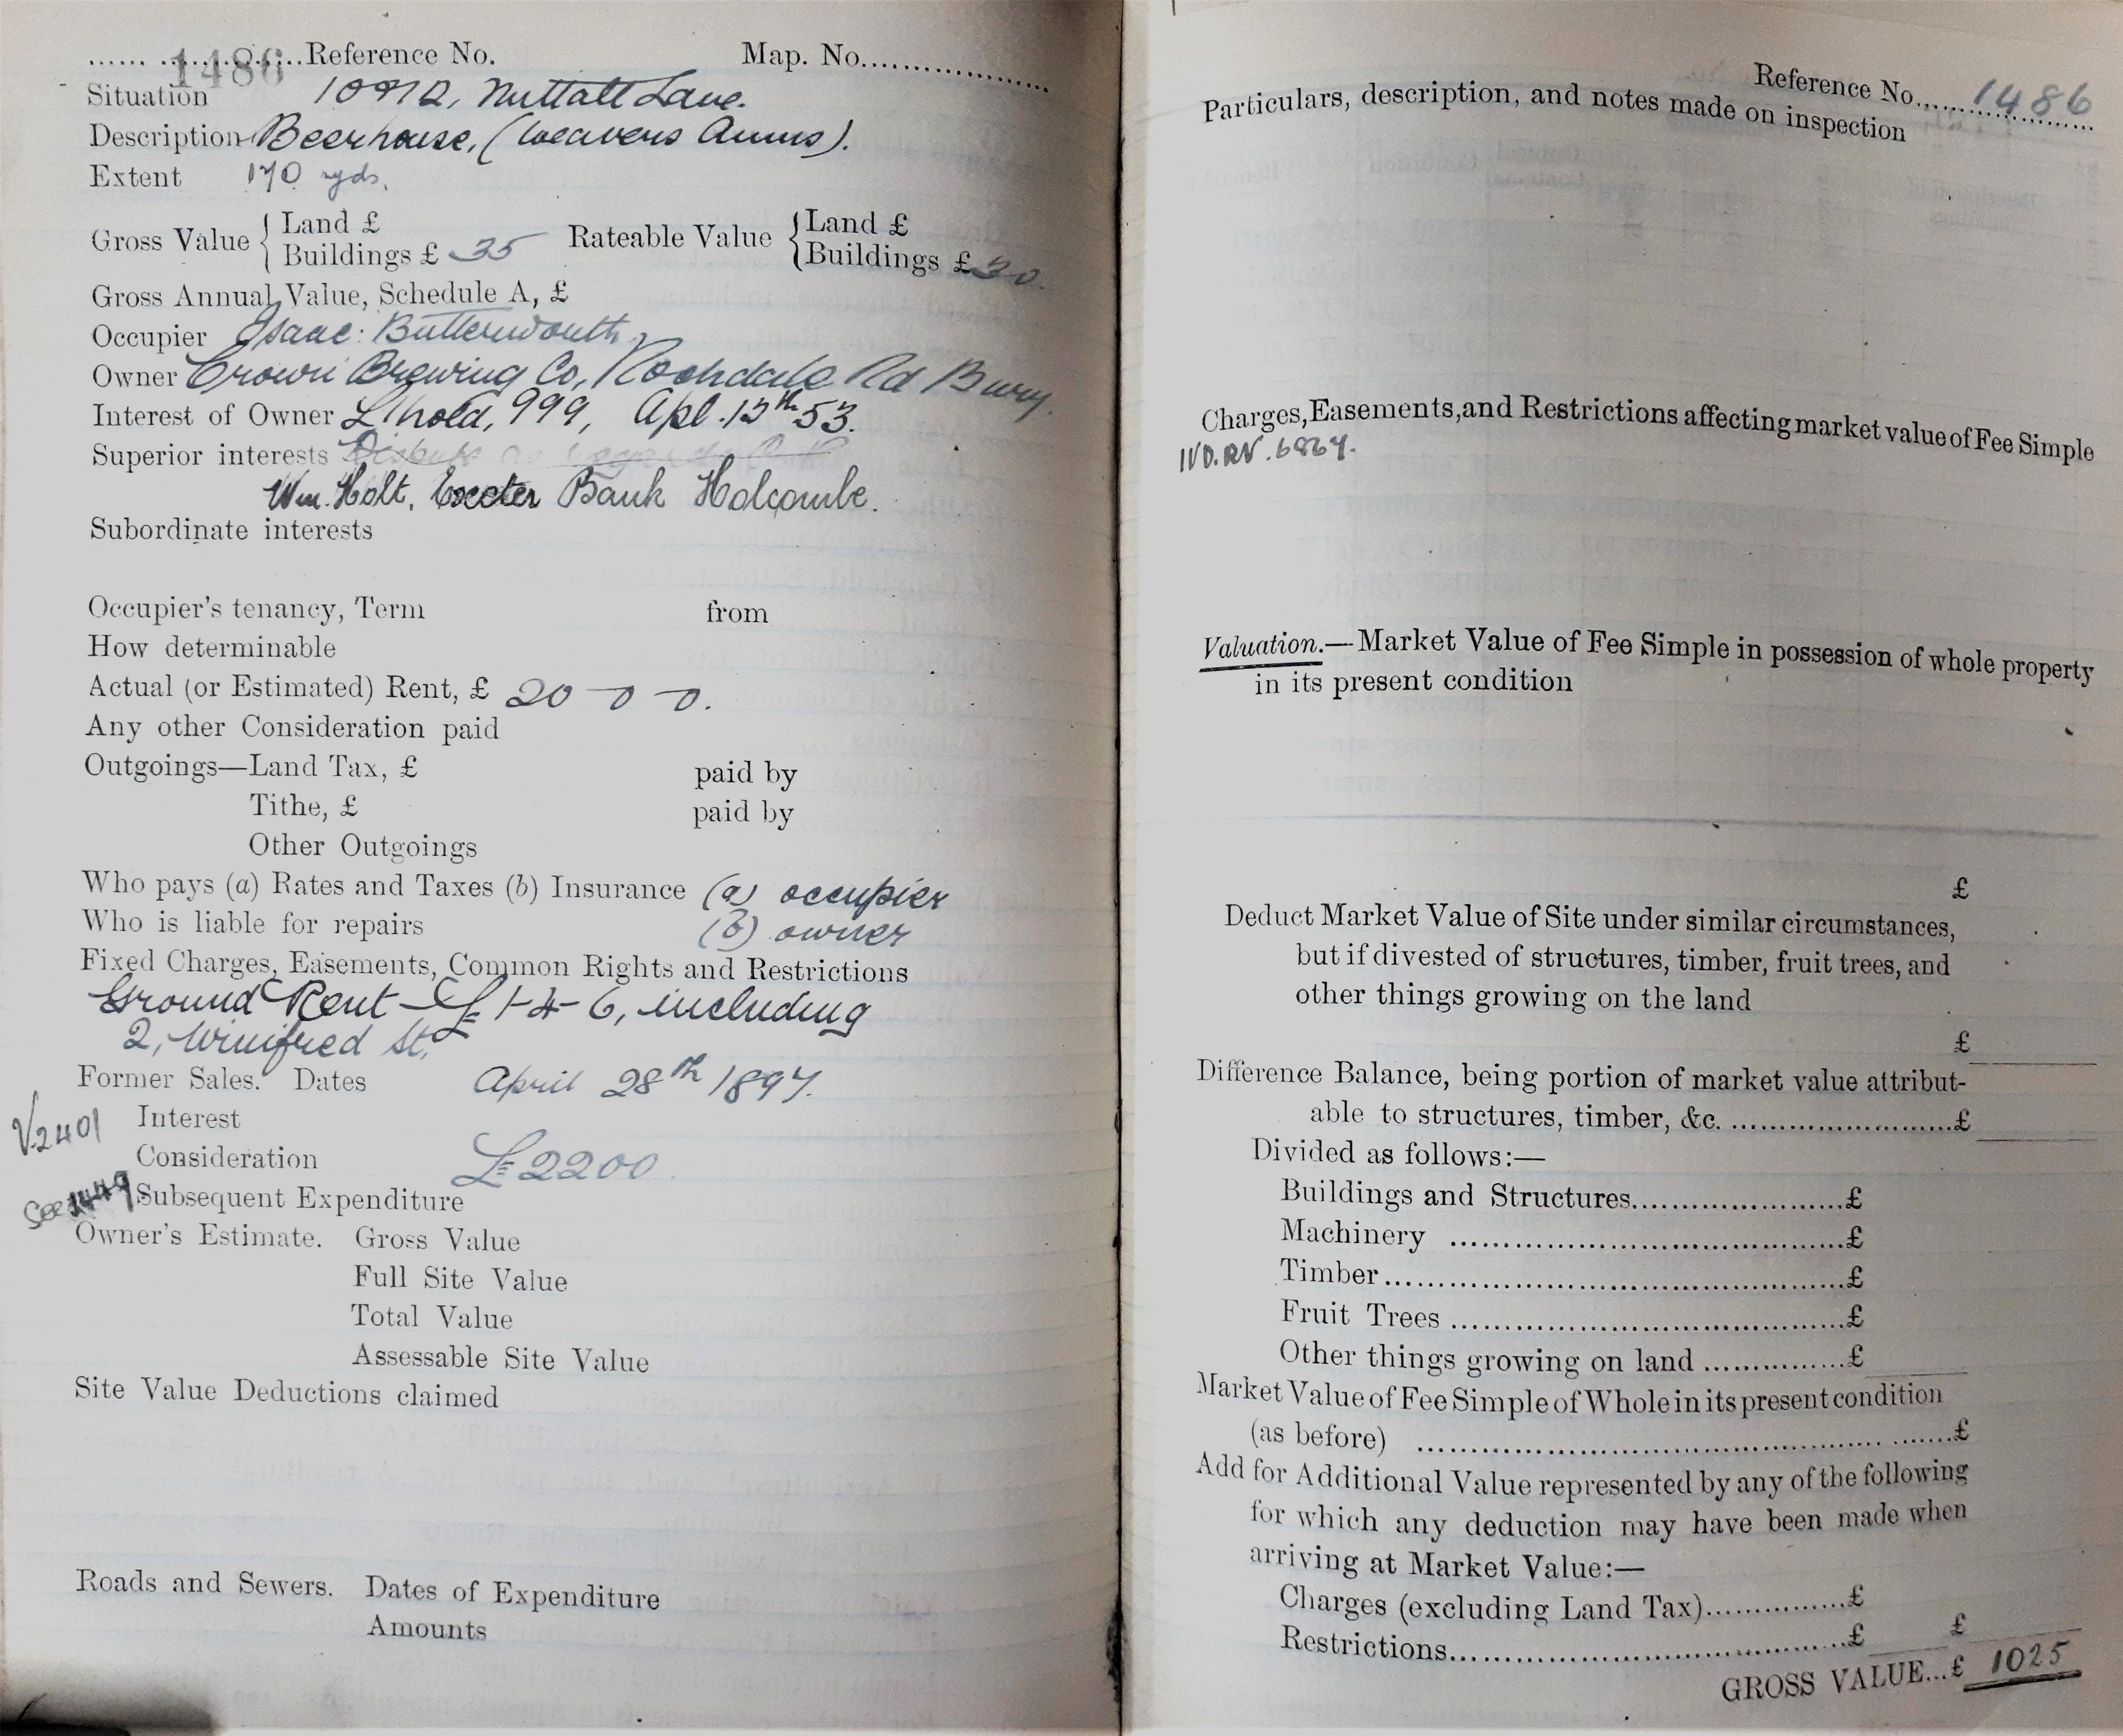 1486 Reference No. Map. No.
Situation Nuttall Lane.
Description Beerhouse, (Weavers Arms).
Extent 170 yds.
Gross Value { Land £ Rateable Value { Land £
Buildings £ 35 Buildings £ 30
Gross Annual Value, Schedule A, £
Occupier Isaac Butterworth
Owner Crown Brewing Co, Rochdale Rd Bury.
Interest of Owner L'hold, 999, Apl. 15th 53.
Superior interests
Wm. Holt, Exeter Bank Holcombe.
Subordinate interests
Occupier's tenancy, Term from
How determinable
Actual (or Estimated) Rent, £ 20 - 0 - 0.
Any other Consideration paid
Outgoings—Land Tax, £ paid by
Tithe, £ paid by
Other Outgoings
Who pays (a) Rates and Taxes (b) Insurance (a) occupier
Who is liable for repairs (b) owner
Fixed Charges, Easements, Common Rights and Restrictions
Ground Rent - £1-4-6, including
2, Winifred St.
Former Sales. Dates April 28th 1897.
V.2401 Interest
Consideration £2200
See 1449 Subsequent Expenditure
Owner's Estimate. Gross Value
Full Site Value
Total Value
Assessable Site Value
Site Value Deductions claimed
Roads and Sewers. Dates of Expenditure
Amounts
Reference No. 1486
Particulars, description, and notes made on inspection
Charges, Easements, and Restrictions affecting market value of Fee Simple
IVD. RV. 6867.
Valuation.—Market Value of Fee Simple in possession of whole property
in its present condition
£
Deduct Market Value of Site under similar circumstances,
but if divested of structures, timber, fruit trees, and
other things growing on the land
£
Difference Balance, being portion of market value attribut-
able to structures, timber, &c. £
Divided as follows:—
Buildings and Structures £
Machinery £
Timber £
Fruit Trees £
Other things growing on land £
Market Value of Fee Simple of Whole in its present condition
(as before) £
Add for Additional Value represented by any of the following
for which any deduction may have been made when
arriving at Market Value:—
Charges (excluding Land Tax) £
Restrictions £ £
GROSS VALUE...£ 1025